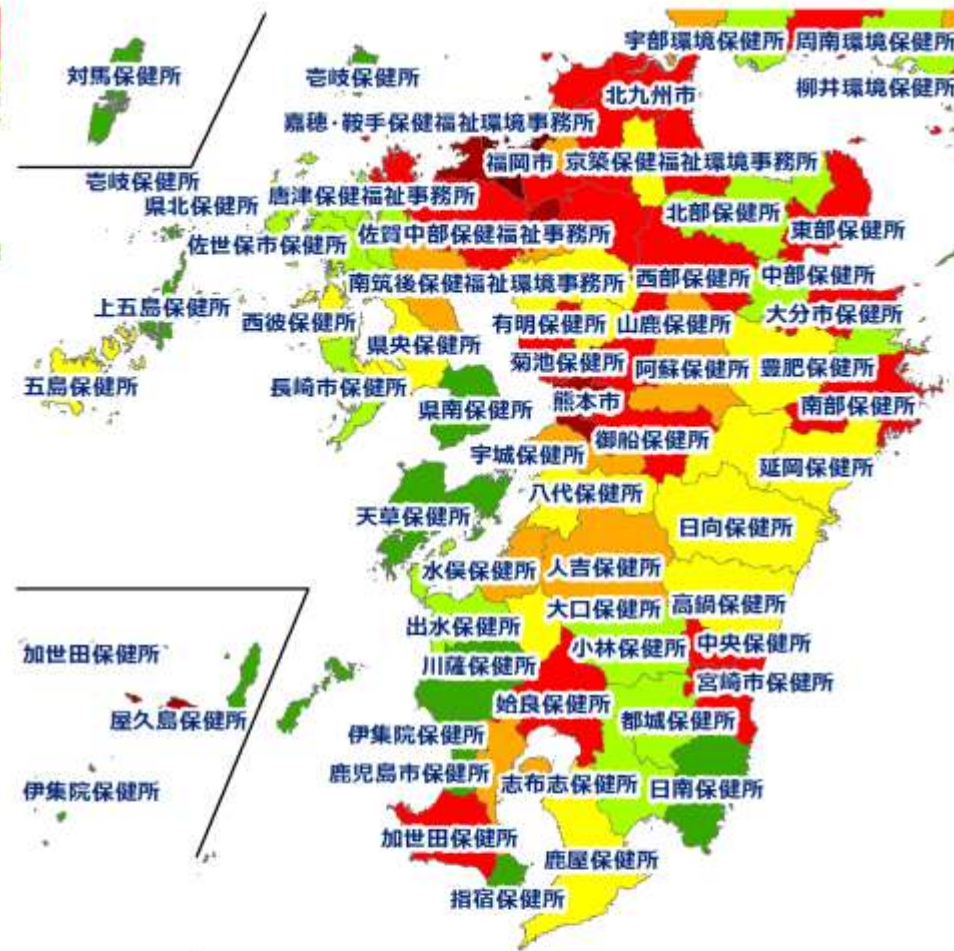 宇部環境保健所
周南環境保健所
対馬保健所
壱岐保健所
柳井環境保健所
北九州市
嘉穂・鞍手保健福祉環境事務所
福岡市
京築保健福祉環境事務所
壱岐保健所
県北保健所
唐津保健福祉事務所
北部保健所
東部保健所
佐世保市保健所
佐賀中部保健福祉事務所
南筑後保健福祉環境事務所
西部保健所
中部保健所
上五島保健所
西彼保健所
有明保健所
山鹿保健所
大分市保健所
県央保健所
菊池保健所
阿蘇保健所
豊肥保健所
五島保健所
長崎市保健所
県南保健所
熊本市
南部保健所
御船保健所
宇城保健所
延岡保健所
八代保健所
天草保健所
日向保健所
水俣保健所
人吉保健所
出水保健所
大口保健所
高鍋保健所
加世田保健所
川薩保健所
小林保健所
中央保健所
宮崎市保健所
屋久島保健所
姶良保健所
都城保健所
伊集院保健所
鹿児島市保健所
志布志保健所
日南保健所
伊集院保健所
加世田保健所
鹿屋保健所
指宿保健所